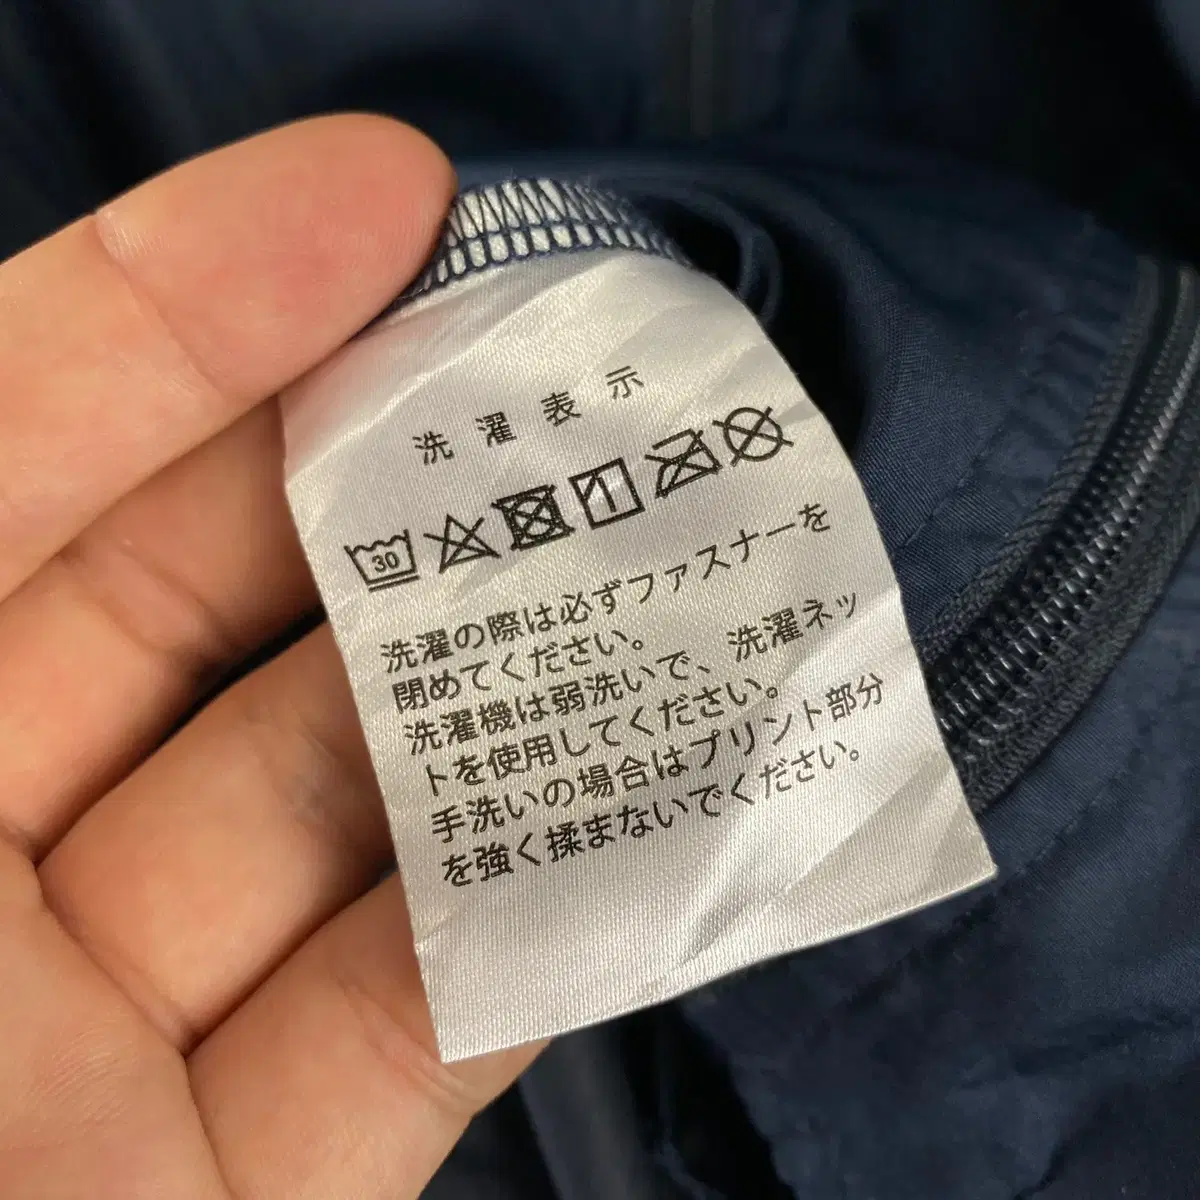 洗濯表示
30
洗濯の際は必ずファスナーを
閉めてください。
洗濯機は弱洗いで、洗濯ネッ
トを使用してください。
手洗いの場合はプリント部分
を強く揉まないでください。